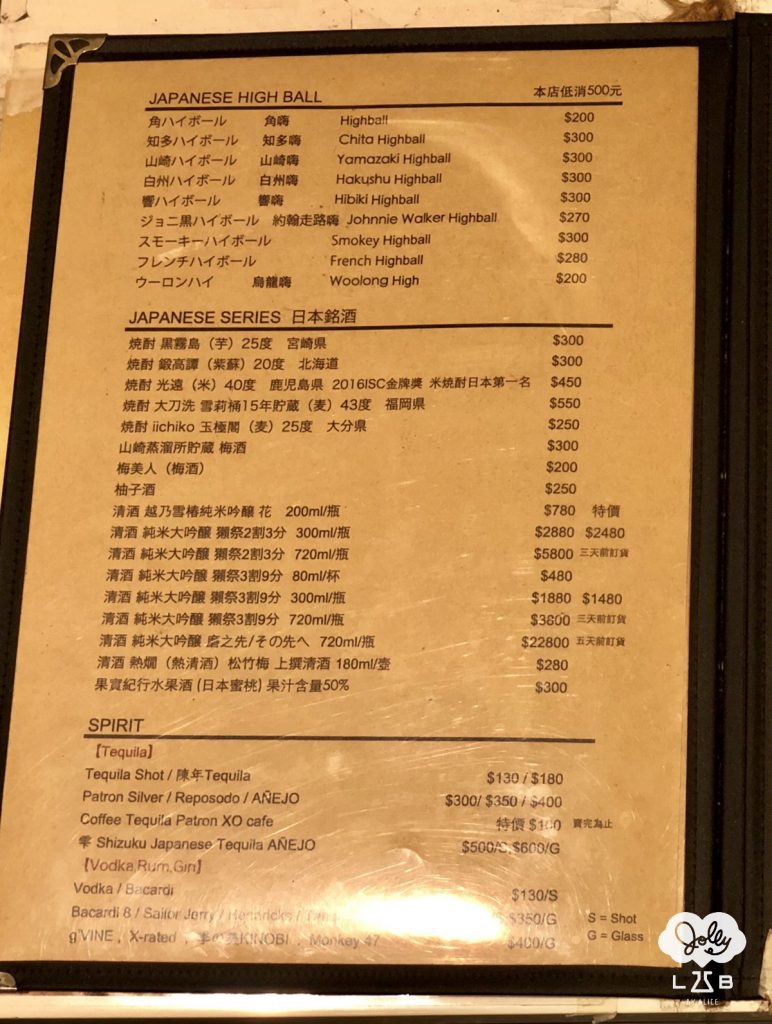 JAPANESE HIGH BALL 本店低消500元
角ハイボール 角嗨 Highball $200
知多ハイボール 知多嗨 Chita Highball $300
山崎ハイボール 山崎嗨 Yamazaki Highball $300
白州ハイボール 白州嗨 Hakushu Highball $300
響ハイボール 響嗨 Hibiki Highball $300
ジョニ黒ハイボール 約翰走路嗨 Johnnie Walker Highball $270
スモーキーハイボール Smokey Highball $300
フレンチハイボール French Highball $280
ウーロンハイ 烏龍嗨 Woolong High $200
JAPANESE SERIES 日本銘酒
焼酎 黒霧島（芋）25度 宮崎県 $300
焼酎 鍛高譚（紫蘇）20度 北海道 $300
焼酎 光遠（米）40度 鹿児島県 2016ISC金牌獎 米焼酎日本第一名 $450
焼酎 大刀洗 雪莉桶15年貯蔵（麦）43度 福岡県 $550
焼酎 iichiko 玉極閣（麦）25度 大分県 $250
山崎蒸溜所貯蔵 梅酒 $300
梅美人（梅酒） $200
柚子酒 $250
清酒 越乃雪椿純米吟醸 花 200ml/瓶 $780 特價
清酒 純米大吟醸 獺祭2割3分 300ml/瓶 $2880 $2480
清酒 純米大吟醸 獺祭2割3分 720ml/瓶 $5800 三天前訂貨
清酒 純米大吟醸 獺祭3割9分 80ml/杯 $480
清酒 純米大吟醸 獺祭3割9分 300ml/瓶 $1880 $1480
清酒 純米大吟醸 獺祭3割9分 720ml/瓶 $3800 三天前訂貨
清酒 純米大吟醸 磨之先/その先へ 720ml/瓶 $22800 五天前訂貨
清酒 熱燗（熱清酒）松竹梅 上撰清酒 180ml/壺 $280
果實紀行水果酒 (日本蜜桃) 果汁含量50% $300
SPIRIT
【Tequila】
Tequila Shot / 陳年Tequila $130 / $180
Patron Silver / Reposodo / AÑEJO $300/ $350 / $400
Coffee Tequila Patron XO cafe 特價 $100 賣完為止
雫 Shizuku Japanese Tequila AÑEJO $500/S,$600/G
【Vodka,Rum,Gin】
Vodka / Bacardi $130/S
Bacardi 8 / Sailor Jerry / Hendricks / $350/G S = Shot
g'VINE , X-rated , 季の美KINOBI , Monkey 47 $400/G G = Glass
Jolly
LAB
BY ALICE